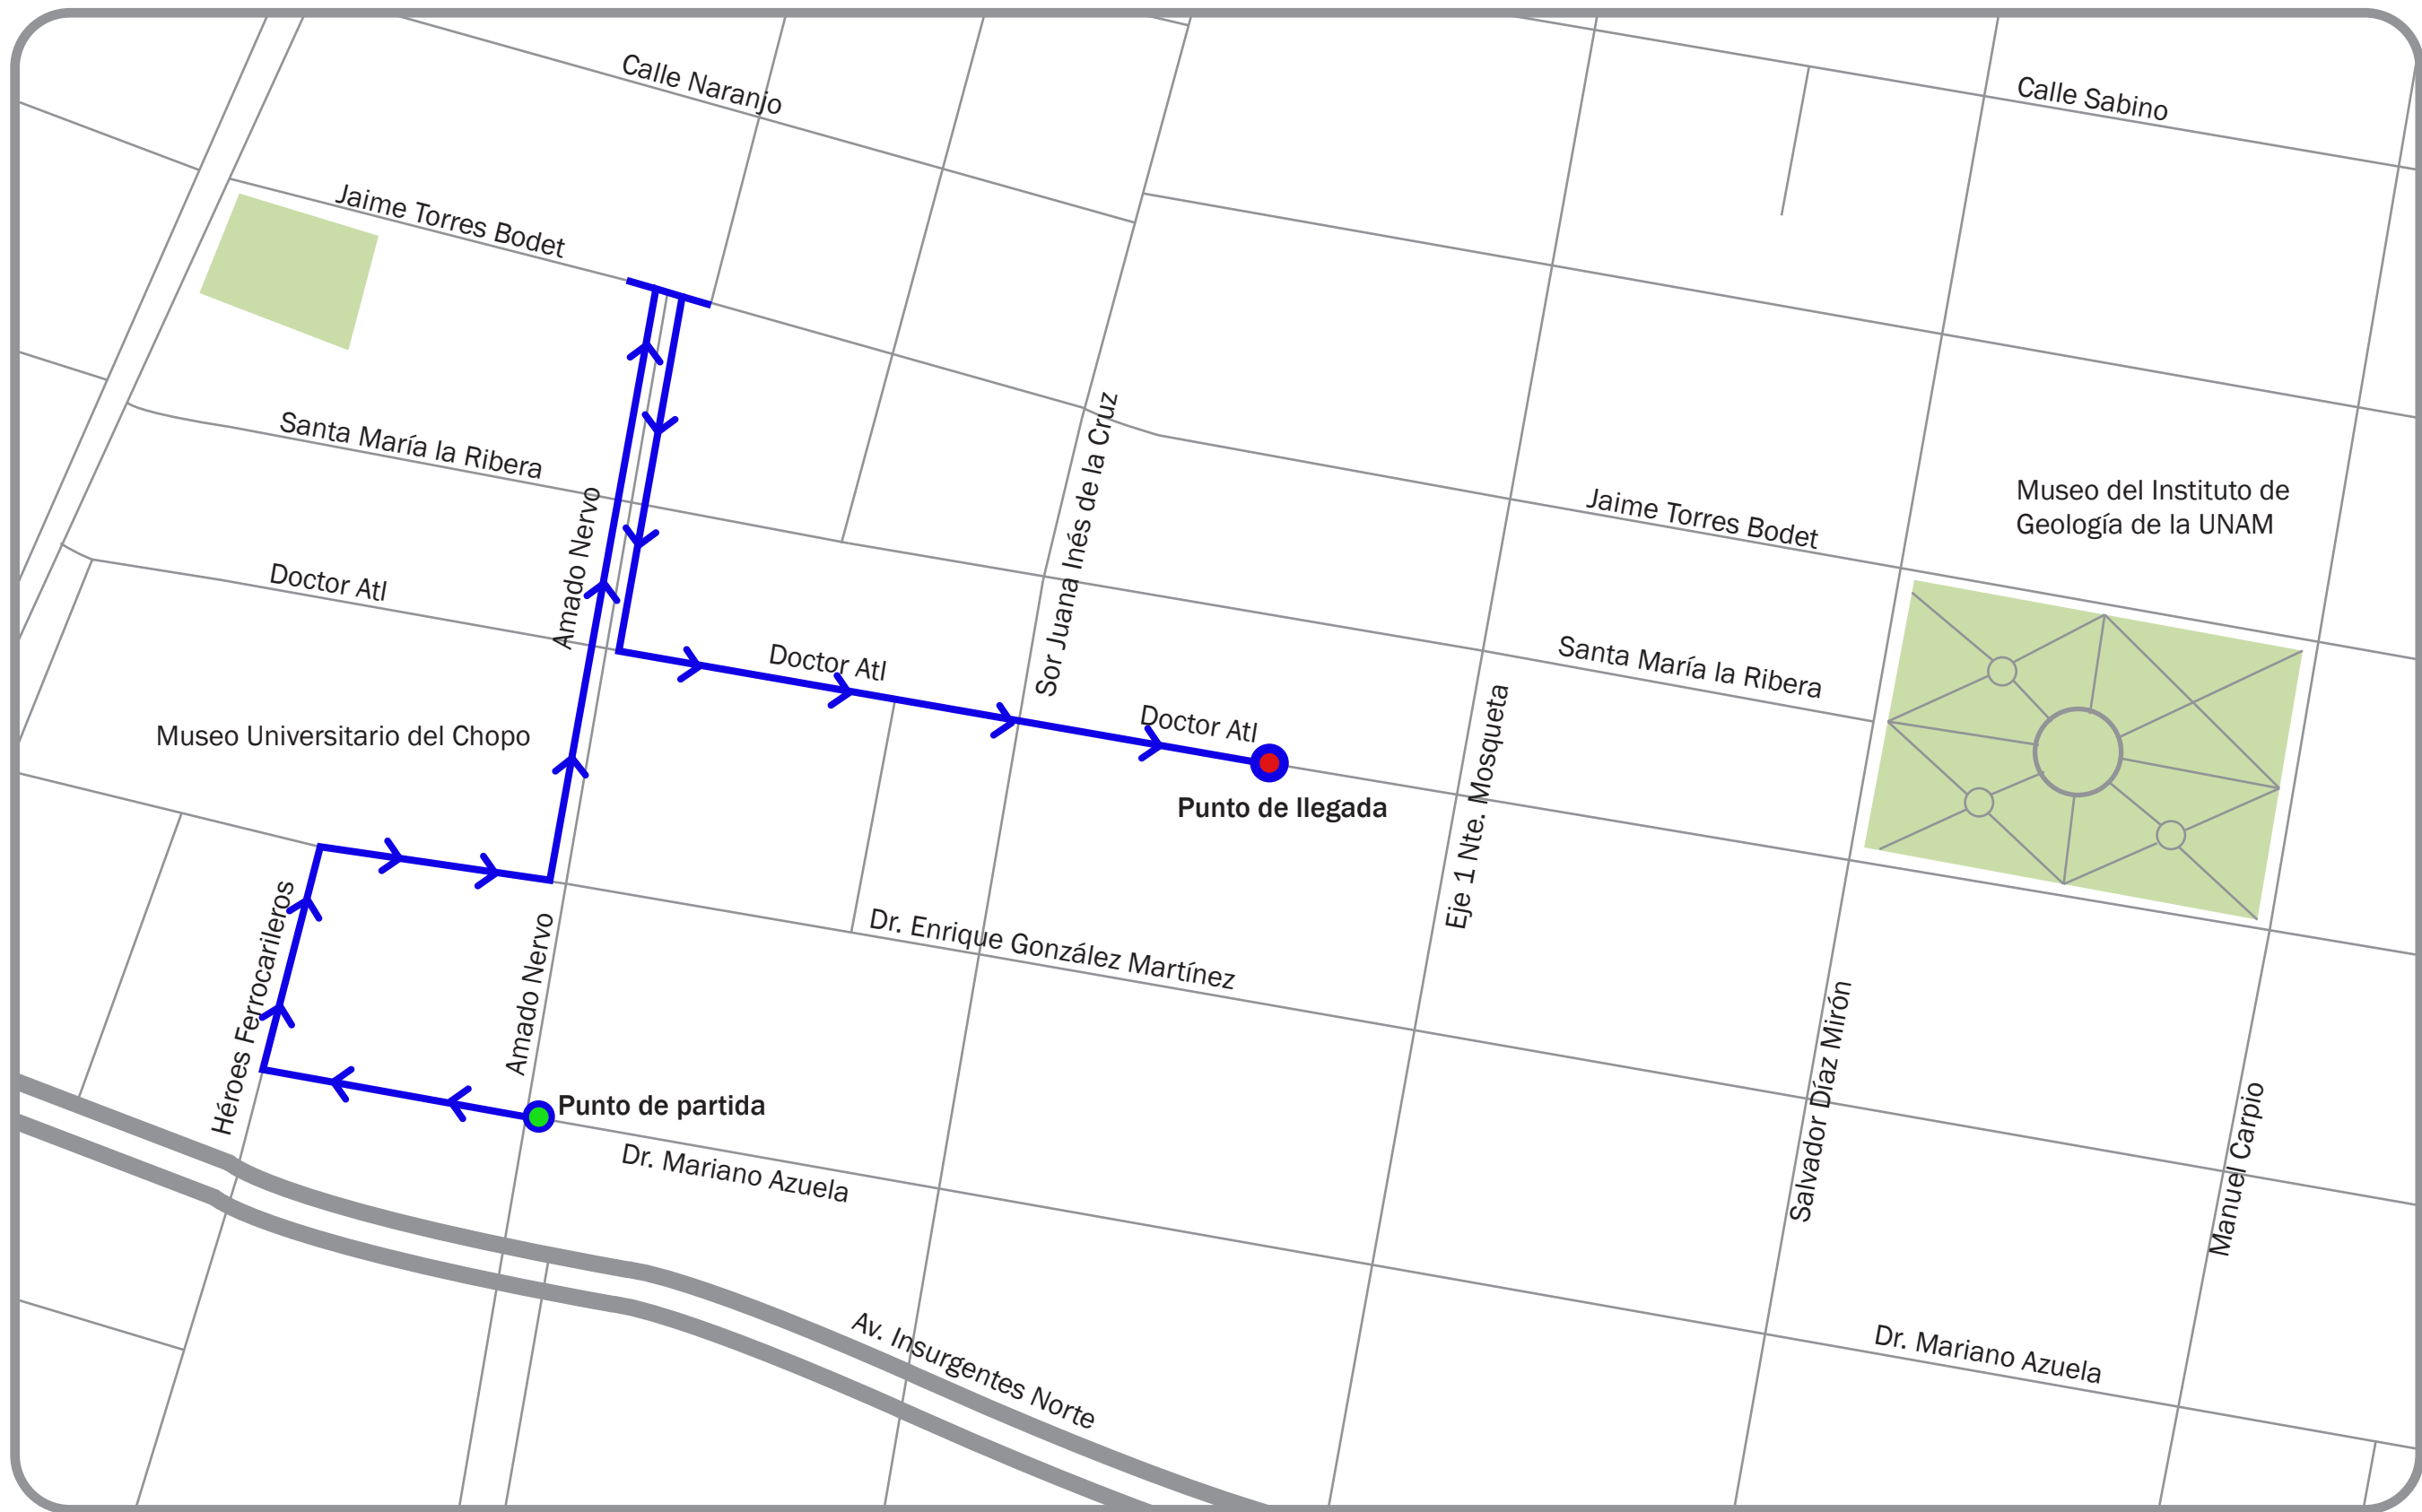 Calle Naranjo
Calle Sabino
Jaime Torres Bodet
Santa María la Ribera
Sor Juana Inés de la Cruz
Jaime Torres Bodet
Museo del Instituto de
Geología de la UNAM
Amado Nervo
Doctor Atl
Doctor Atl
Santa María la Ribera
Doctor Atl
Museo Universitario del Chopo
Eje 1 Nte. Mosqueta
Punto de llegada
Héroes Ferrocarileros
Amado Nervo
Dr. Enrique González Martínez
Salvador Díaz Mirón
Punto de partida
Manuel Carpio
Dr. Mariano Azuela
Av. Insurgentes Norte
Dr. Mariano Azuela